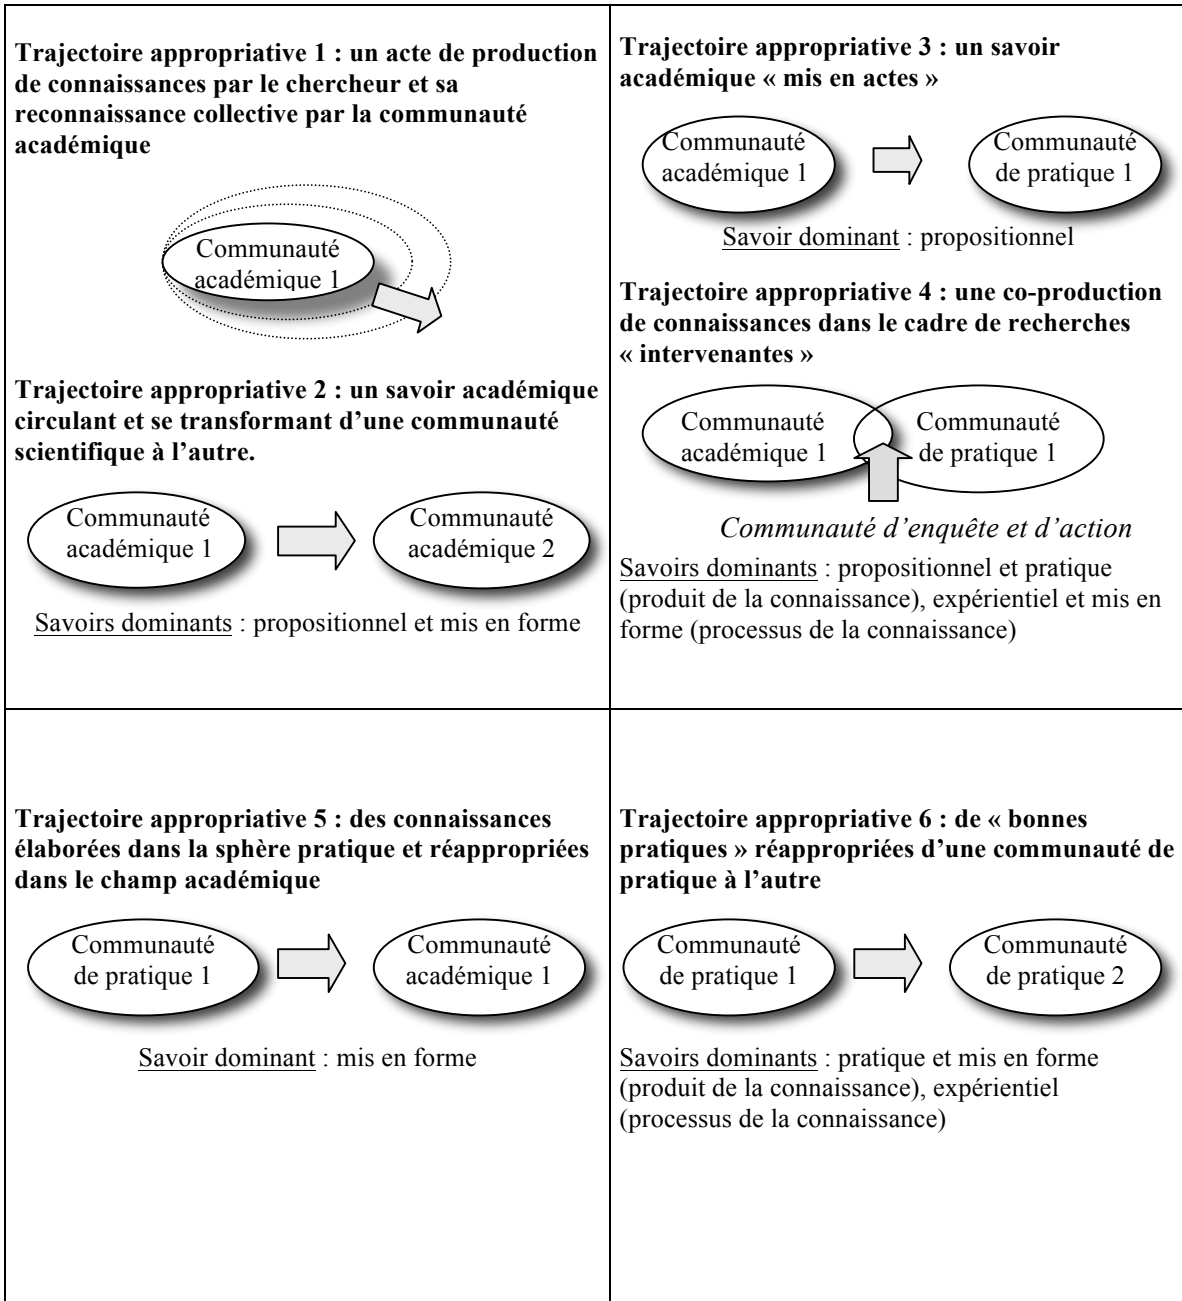 Trajectoire appropriative 1 : un acte de production
de connaissances par le chercheur et sa
reconnaissance collective par la communauté
académique
Communauté
académique 1
Trajectoire appropriative 2 : un savoir académique
circulant et se transformant d’une communauté
scientifique à l’autre.
Communauté
académique 1
Communauté
académique 2
Savoirs dominants : propositionnel et mis en forme
Trajectoire appropriative 3 : un savoir
académique « mis en actes »
Communauté
académique 1
Communauté
de pratique 1
Savoir dominant : propositionnel
Trajectoire appropriative 4 : une co-production
de connaissances dans le cadre de recherches
« intervenantes »
Communauté
académique 1
Communauté
de pratique 1
Communauté d’enquête et d’action
Savoirs dominants : propositionnel et pratique
(produit de la connaissance), expérientiel et mis en
forme (processus de la connaissance)
Trajectoire appropriative 5 : des connaissances
élaborées dans la sphère pratique et réappropriées
dans le champ académique
Communauté
de pratique 1
Communauté
académique 1
Savoir dominant : mis en forme
Trajectoire appropriative 6 : de « bonnes
pratiques » réappropriées d’une communauté de
pratique à l’autre
Communauté
de pratique 1
Communauté
de pratique 2
Savoirs dominants : pratique et mis en forme
(produit de la connaissance), expérientiel
(processus de la connaissance)